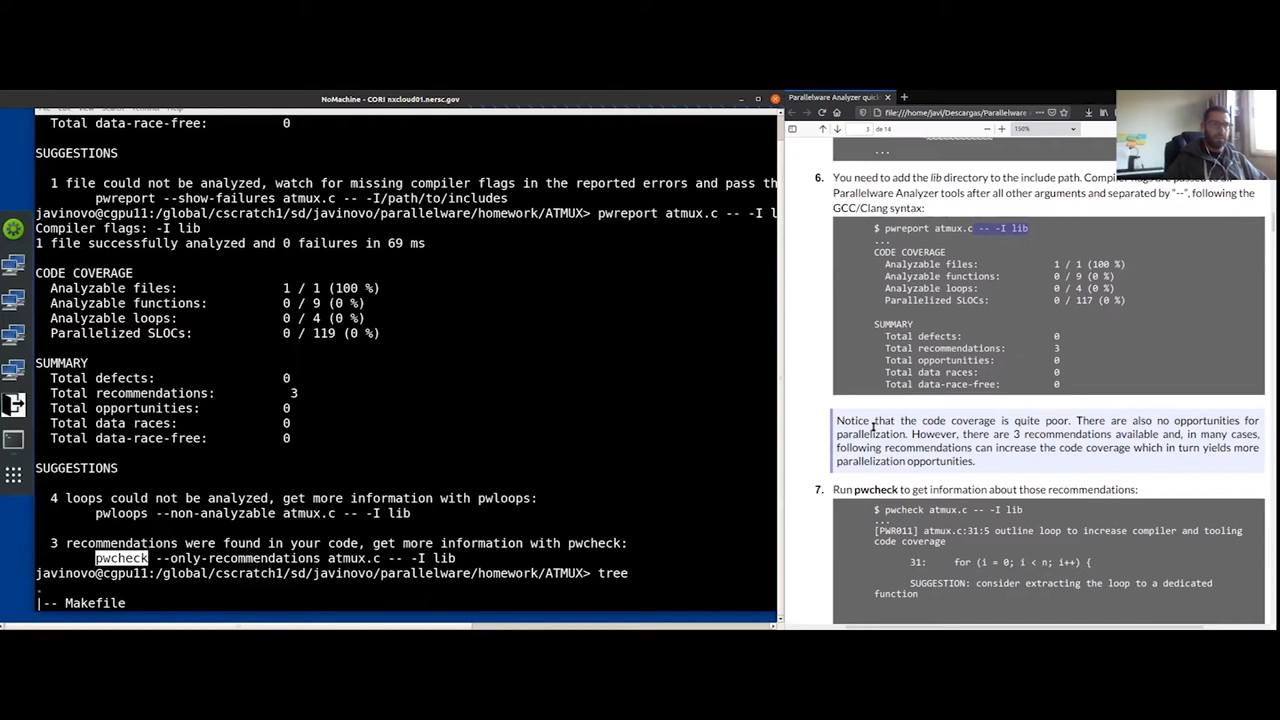 NoMachine - CORI nxcloud01.nersc.gov
Total data-race-free: 0
SUGGESTIONS
1 file could not be analyzed, watch for missing compiler flags in the reported errors and pass th
pwreport --show-failures atmux.c -- -I/path/to/includes
javinovo@cgpu11:/global/cscratch1/sd/javinovo/parallelware/homework/ATMUX> pwreport atmux.c -- -I l
Compiler flags: -I lib
1 file successfully analyzed and 0 failures in 69 ms
CODE COVERAGE
Analyzable files: 1 / 1 (100 %)
Analyzable functions: 0 / 9 (0 %)
Analyzable loops: 0 / 4 (0 %)
Parallelized SLOCs: 0 / 119 (0 %)
SUMMARY
Total defects: 0
Total recommendations: 3
Total opportunities: 0
Total data races: 0
Total data-race-free: 0
SUGGESTIONS
4 loops could not be analyzed, get more information with pwloops:
pwloops --non-analyzable atmux.c -- -I lib
3 recommendations were found in your code, get more information with pwcheck:
pwcheck --only-recommendations atmux.c -- -I lib
javinovo@cgpu11:/global/cscratch1/sd/javinovo/parallelware/homework/ATMUX> tree
.
|-- Makefile
Parallelware Analyzer quick
file:///home/javi/Descargas/Parallelware
3 de 14
150%
...
6. You need to add the lib directory to the include path. Compi
Parallelware Analyzer tools after all other arguments and separated by "--", following the
GCC/Clang syntax:
$ pwreport atmux.c -- -I lib
...
CODE COVERAGE
Analyzable files: 1 / 1 (100 %)
Analyzable functions: 0 / 9 (0 %)
Analyzable loops: 0 / 4 (0 %)
Parallelized SLOCs: 0 / 117 (0 %)
SUMMARY
Total defects: 0
Total recommendations: 3
Total opportunities: 0
Total data races: 0
Total data-race-free: 0
Notice that the code coverage is quite poor. There are also no opportunities for
parallelization. However, there are 3 recommendations available and, in many cases,
following recommendations can increase the code coverage which in turn yields more
parallelization opportunities.
7. Run pwcheck to get information about those recommendations:
$ pwcheck atmux.c -- -I lib
...
[PWR011] atmux.c:31:5 outline loop to increase compiler and tooling
code coverage
31: for (i = 0; i < n; i++) {
SUGGESTION: consider extracting the loop to a dedicated
function